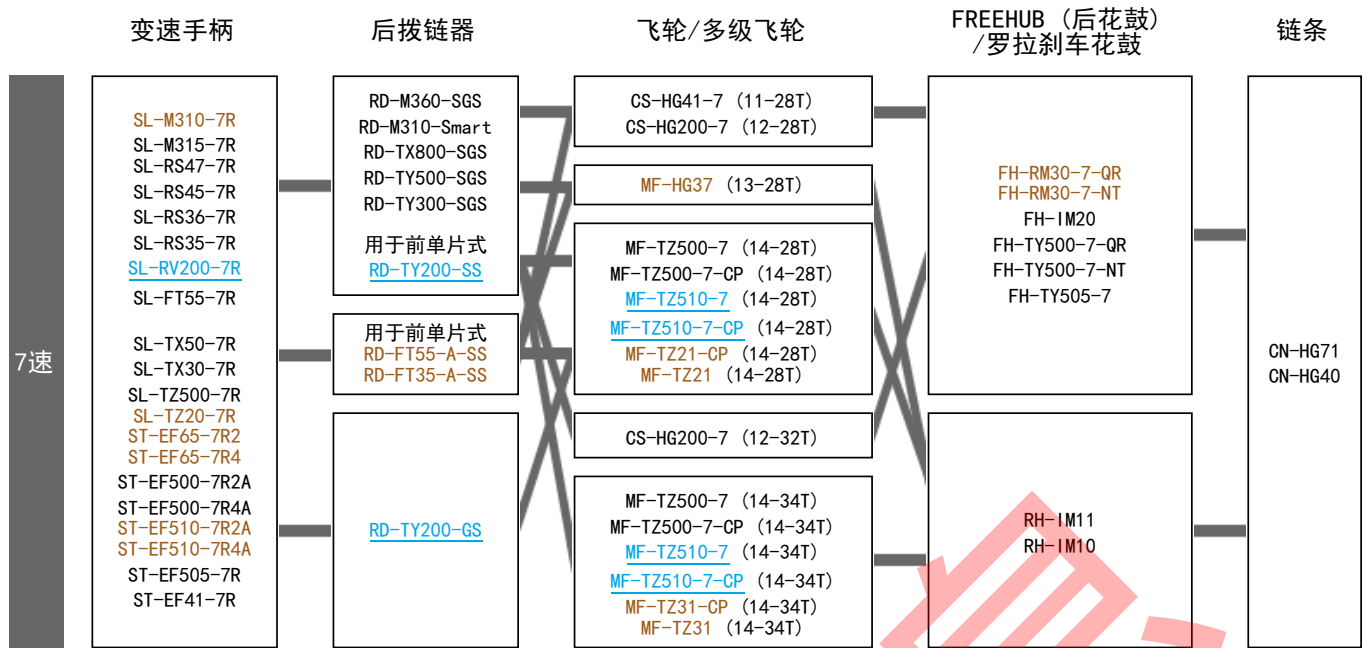 变速手柄
后拨链器
飞轮/多级飞轮
FREEHUB (后花鼓)
/罗拉刹车花鼓
链条
7速
SL-M310-7R
SL-M315-7R
SL-RS47-7R
SL-RS45-7R
SL-RS36-7R
SL-RS35-7R
SL-RV200-7R
SL-FT55-7R
SL-TX50-7R
SL-TX30-7R
SL-TZ500-7R
SL-TZ20-7R
ST-EF65-7R2
ST-EF65-7R4
ST-EF500-7R2A
ST-EF500-7R4A
ST-EF510-7R2A
ST-EF510-7R4A
ST-EF505-7R
ST-EF41-7R
RD-M360-SGS
RD-M310-Smart
RD-TX800-SGS
RD-TY500-SGS
RD-TY300-SGS
用于前单片式
RD-TY200-SS
用于前单片式
RD-FT55-A-SS
RD-FT35-A-SS
RD-TY200-GS
CS-HG41-7 (11-28T)
CS-HG200-7 (12-28T)
MF-HG37 (13-28T)
MF-TZ500-7 (14-28T)
MF-TZ500-7-CP (14-28T)
MF-TZ510-7 (14-28T)
MF-TZ510-7-CP (14-28T)
MF-TZ21-CP (14-28T)
MF-TZ21 (14-28T)
CS-HG200-7 (12-32T)
MF-TZ500-7 (14-34T)
MF-TZ500-7-CP (14-34T)
MF-TZ510-7 (14-34T)
MF-TZ510-7-CP (14-34T)
MF-TZ31-CP (14-34T)
MF-TZ31 (14-34T)
FH-RM30-7-QR
FH-RM30-7-NT
FH-IM20
FH-TY500-7-QR
FH-TY500-7-NT
FH-TY505-7
RH-IM11
RH-IM10
CN-HG71
CN-HG40